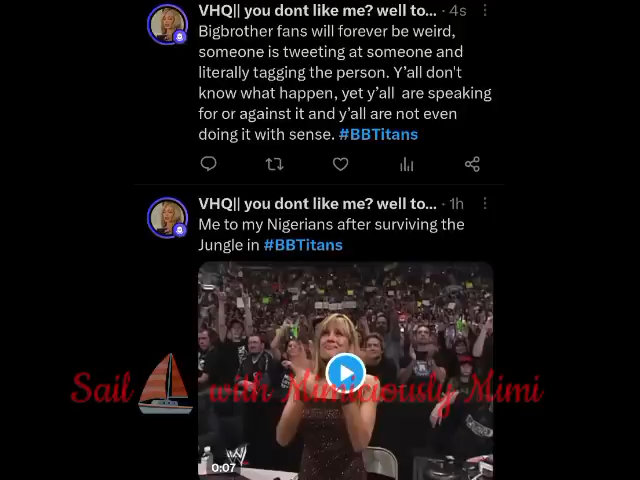 VHQ|| you dont like me? well to... · 4s
Bigbrother fans will forever be weird,
someone is tweeting at someone and
literally tagging the person. Y'all don't
know what happen, yet y'all are speaking
for or against it and y'all are not even
doing it with sense. #BBTitans
VHQ|| you dont like me? well to... · 1h
Me to my Nigerians after surviving the
Jungle in #BBTitans
Sail with Mimiciously Mimi
W
0:07